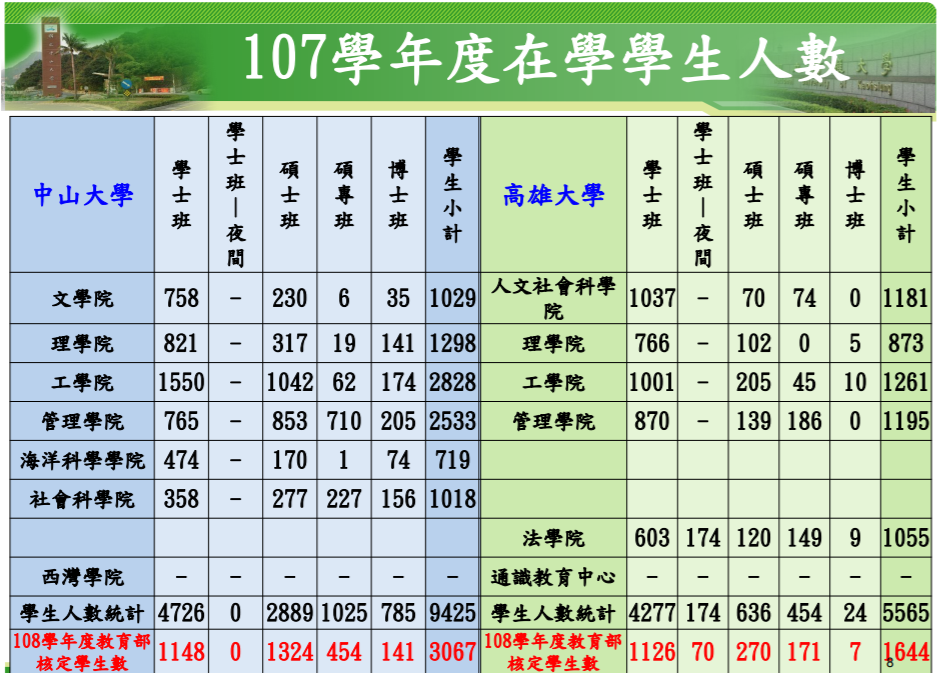 107學年度在學學生人數
中山大學 學士班 學士班—夜間 碩士班 碩專班 博士班 學生小計 高雄大學 學士班 學士班—夜間 碩士班 碩專班 博士班 學生小計
文學院 758 – 230 6 35 1029 人文社會科學院 1037 – 70 74 0 1181
理學院 821 – 317 19 141 1298 理學院 766 – 102 0 5 873
工學院 1550 – 1042 62 174 2828 工學院 1001 – 205 45 10 1261
管理學院 765 – 853 710 205 2533 管理學院 870 – 139 186 0 1195
海洋科學學院 474 – 170 1 74 719
社會科學院 358 – 277 227 156 1018
法學院 603 174 120 149 9 1055
西灣學院 – – – – – – 通識教育中心 – – – – – –
學生人數統計 4726 0 2889 1025 785 9425 學生人數統計 4277 174 636 454 24 5565
108學年度教育部核定學生數 1148 0 1324 454 141 3067 108學年度教育部核定學生數 1126 70 270 171 7 1644
8